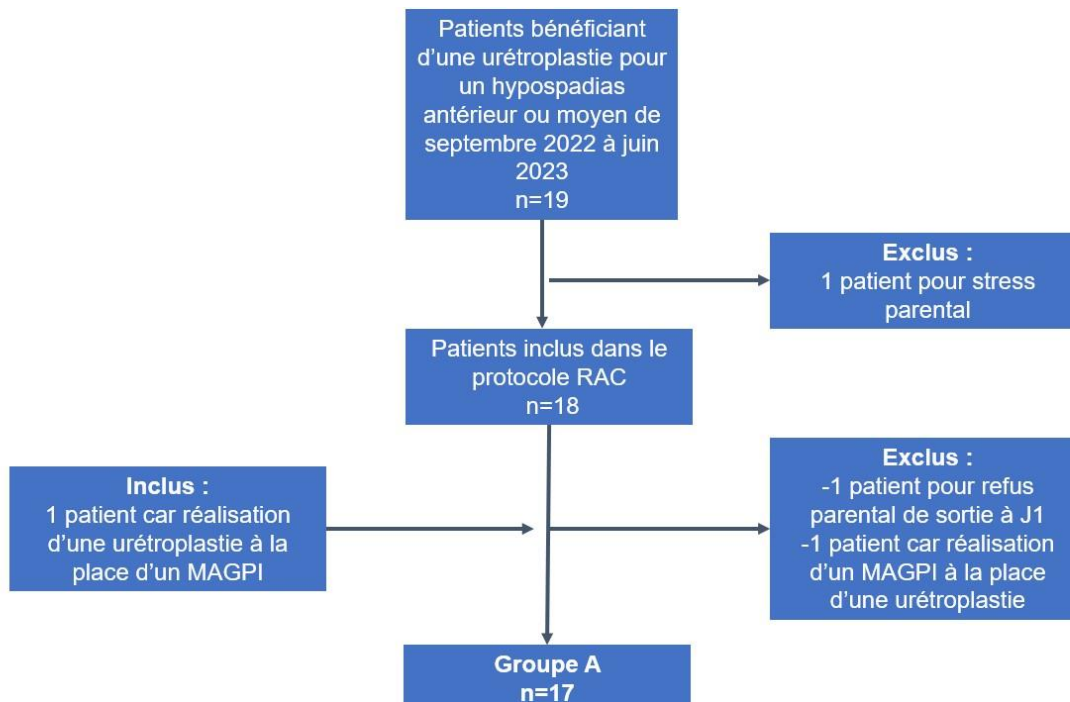 Patients bénéficiant
d’une urétroplastie pour
un hypospadias
antérieur ou moyen de
septembre 2022 à juin
2023
n=19
Exclus :
1 patient pour stress
parental
Patients inclus dans le
protocole RAC
n=18
Inclus :
1 patient car réalisation
d’une urétroplastie à la
place d’un MAGPI
Exclus :
-1 patient pour refus
parental de sortie à J1
-1 patient car réalisation
d’un MAGPI à la place
d’une urétroplastie
Groupe A
n=17